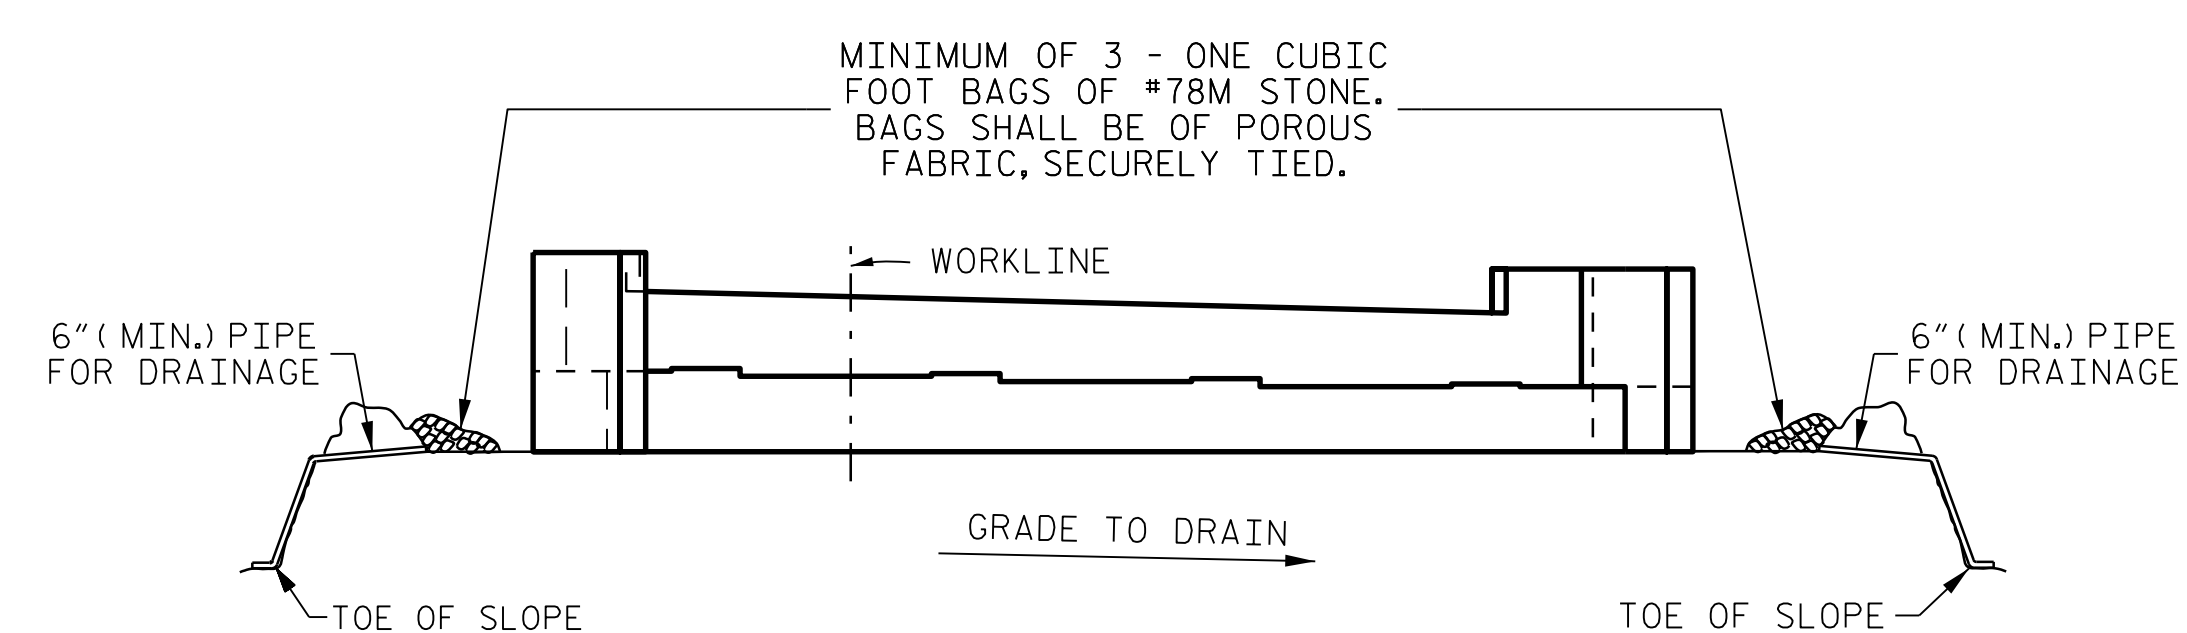 MINIMUM OF 3 - ONE CUBIC
FOOT BAGS OF #78M STONE.
BAGS SHALL BE OF POROUS
FABRIC, SECURELY TIED.
WORKLINE
6"(MIN.) PIPE
FOR DRAINAGE
6"(MIN.) PIPE
FOR DRAINAGE
GRADE TO DRAIN
TOE OF SLOPE
TOE OF SLOPE